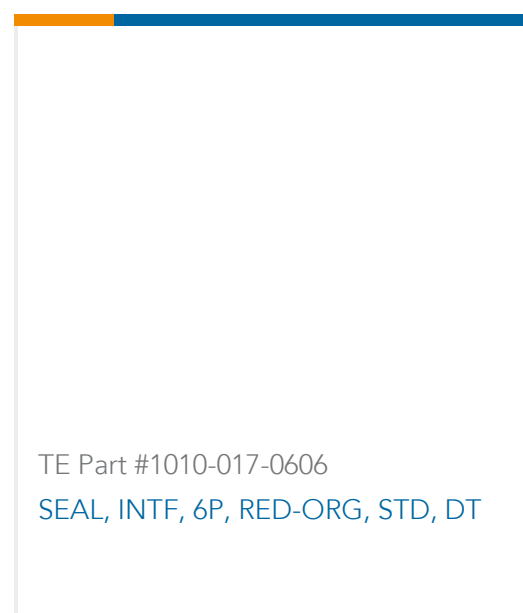 TE Part #1010-017-0606
SEAL, INTF, 6P, RED-ORG, STD, DT